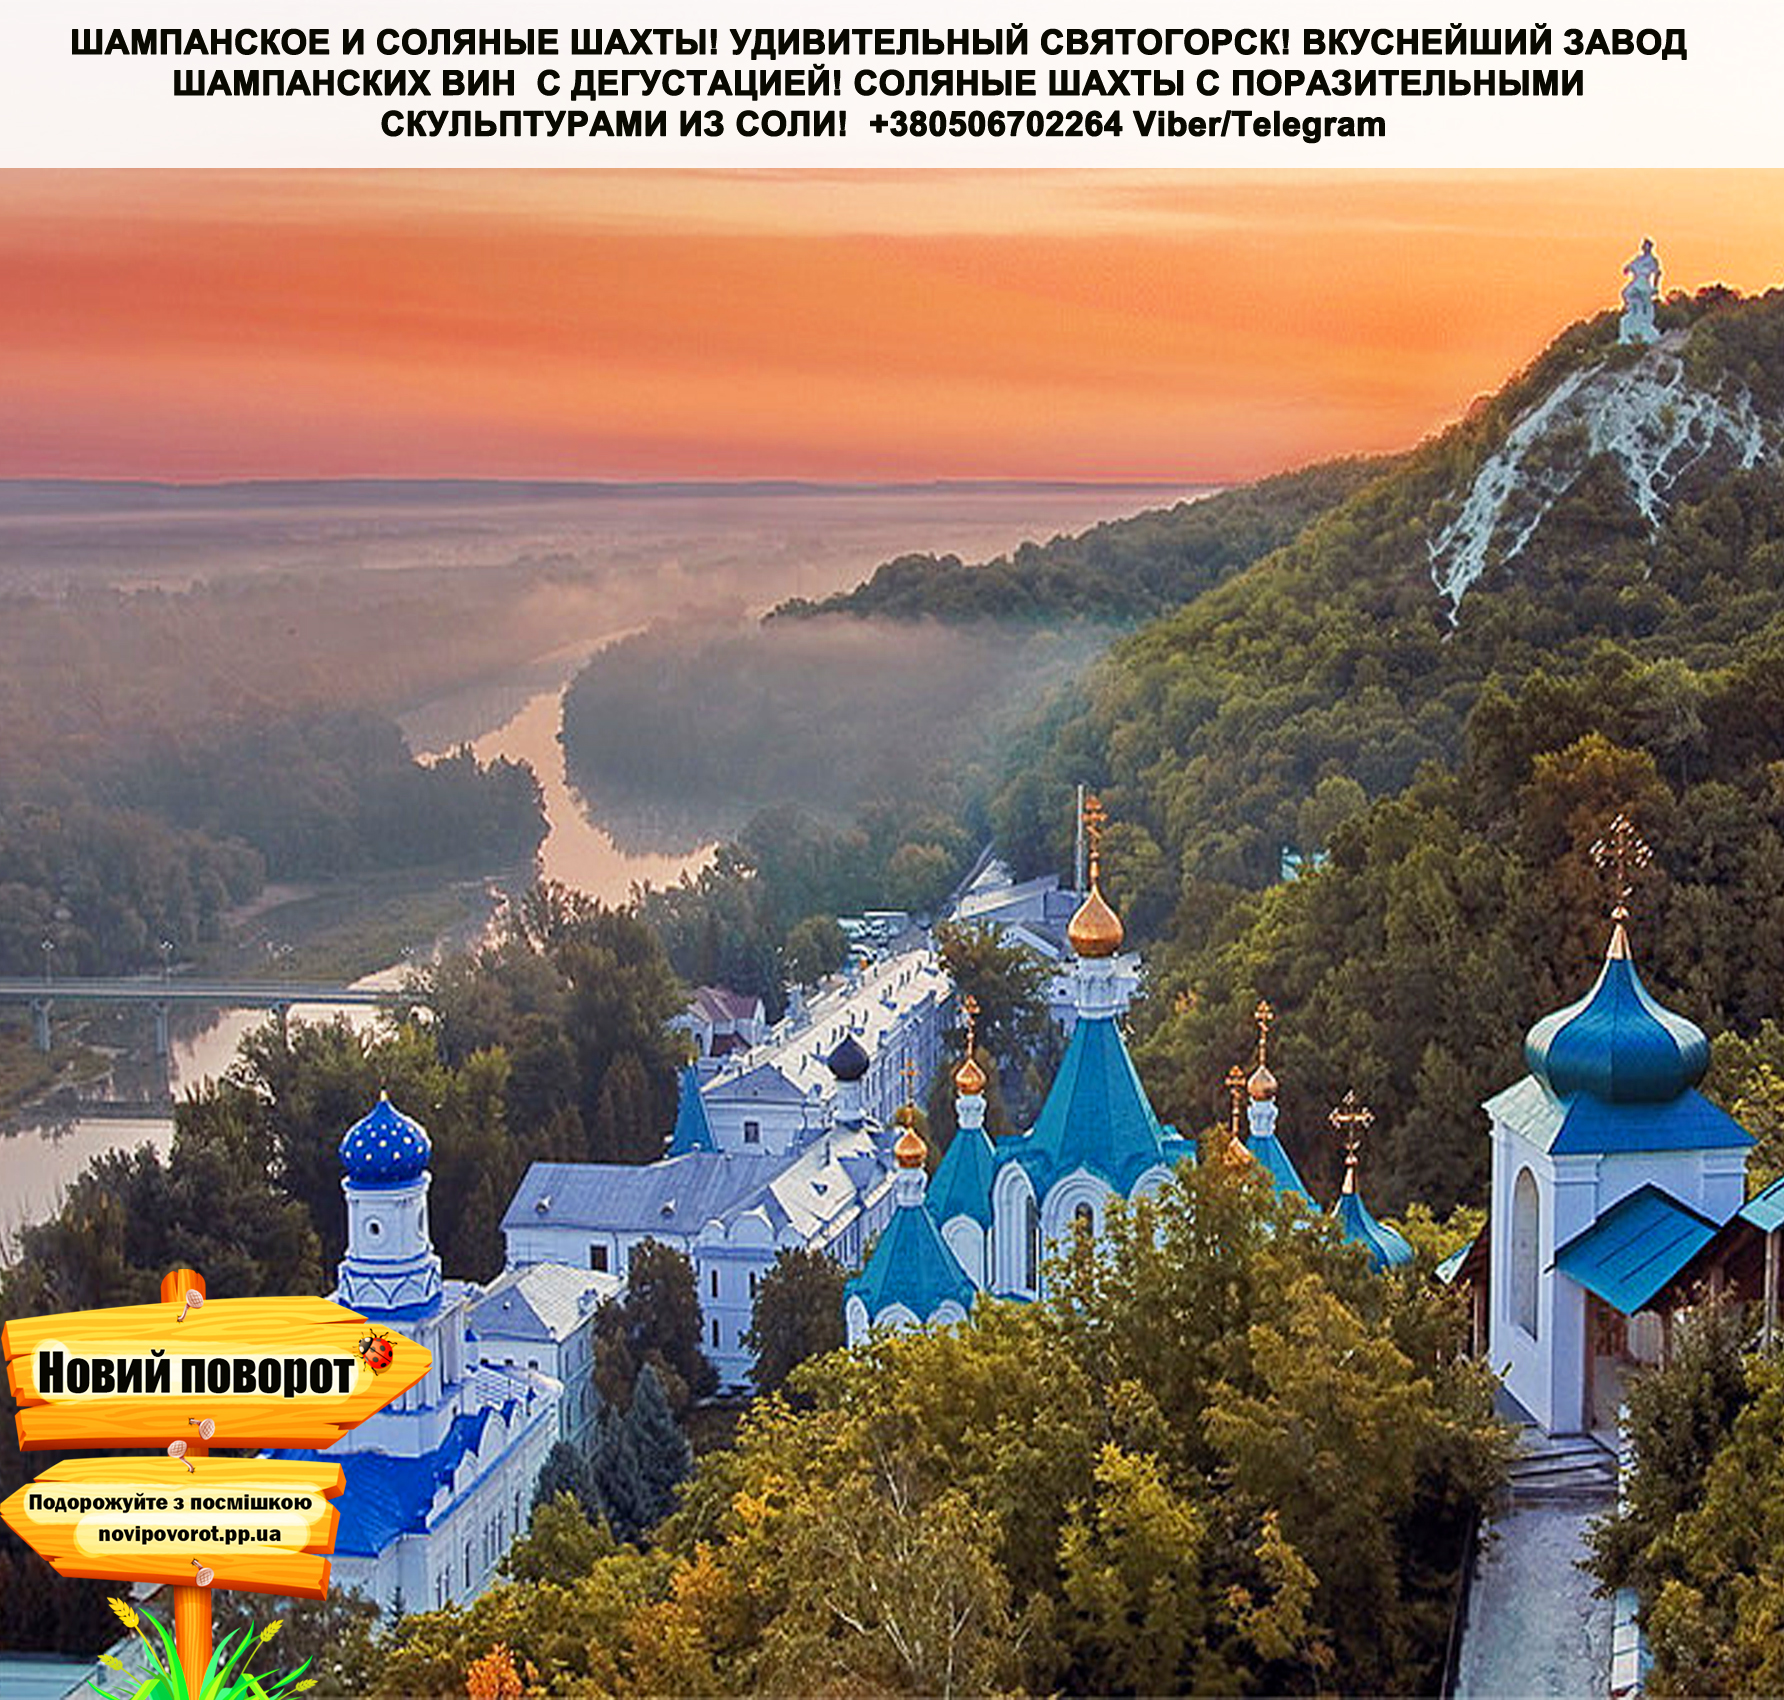 ШАМПАНСКОЕ И СОЛЯНЫЕ ШАХТЫ! УДИВИТЕЛЬНЫЙ СВЯТОГОРСК! ВКУСНЕЙШИЙ ЗАВОД
ШАМПАНСКИХ ВИН С ДЕГУСТАЦИЕЙ! СОЛЯНЫЕ ШАХТЫ С ПОРАЗИТЕЛЬНЫМИ
СКУЛЬПТУРАМИ ИЗ СОЛИ! +380506702264 Viber/Telegram
Новий поворот
Подорожуйте з посмішкою
novipovorot.pp.ua